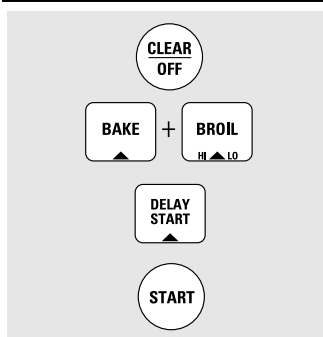 CLEAR
OFF
BAKE + BROIL
HI LO
DELAY
START
START